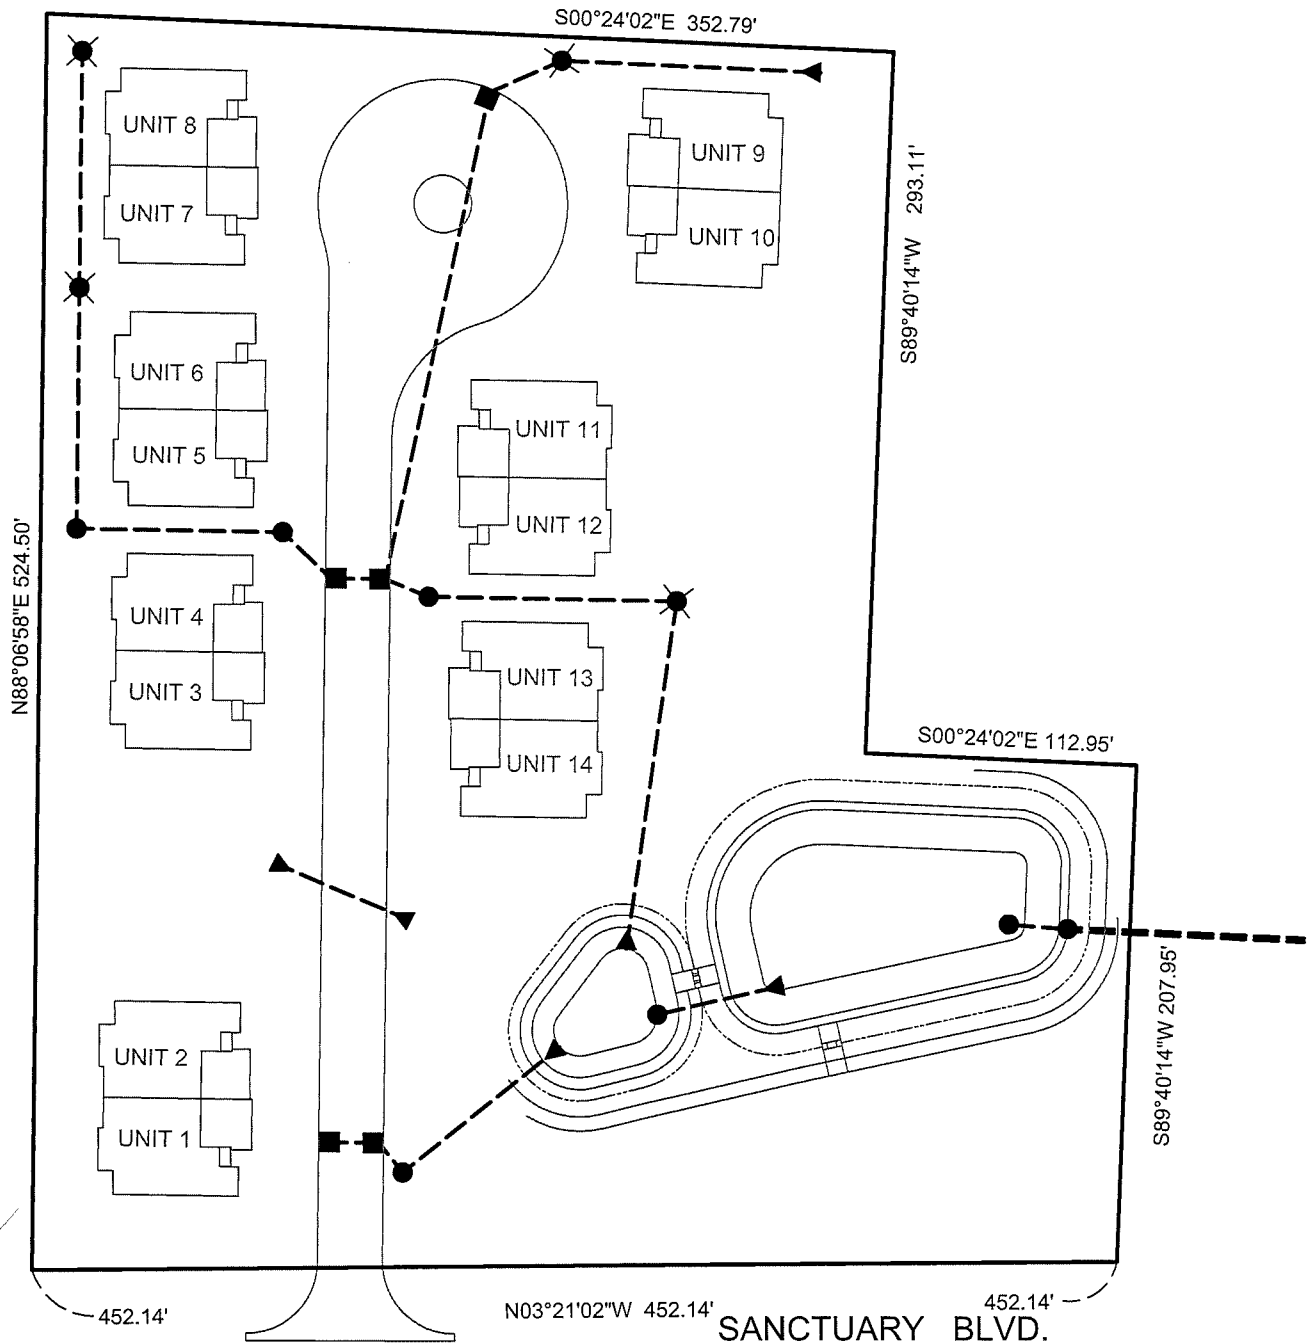 S00°24'02"E 352.79'
UNIT 8
UNIT 7
UNIT 9
UNIT 10
S89°40'14"W 293.11'
UNIT 6
UNIT 5
UNIT 11
UNIT 12
N88°06'58"E 524.50'
UNIT 4
UNIT 3
UNIT 13
UNIT 14
S00°24'02"E 112.95'
S89°40'14"W 207.95'
UNIT 2
UNIT 1
452.14'
N03°21'02"W 452.14'
452.14'
SANCTUARY BLVD.